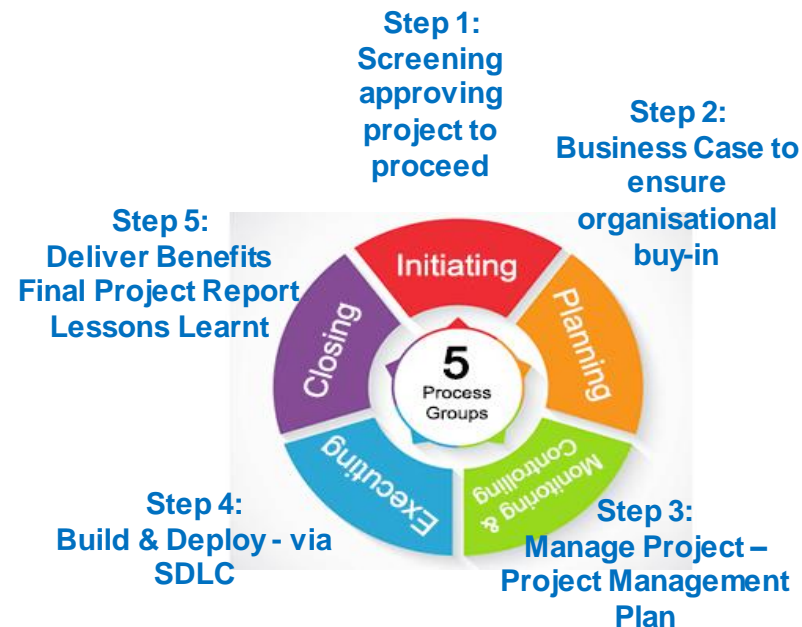 Step 1:
Screening
approving
project to
proceed
Step 2:
Business Case to
ensure
organisational
buy-in
Step 5:
Deliver Benefits
Final Project Report
Lessons Learnt
Initiating
Planning
Closing
5
Process
Groups
Executing
Monitoring &
Controlling
Step 4:
Build & Deploy - via
SDLC
Step 3:
Manage Project –
Project Management
Plan